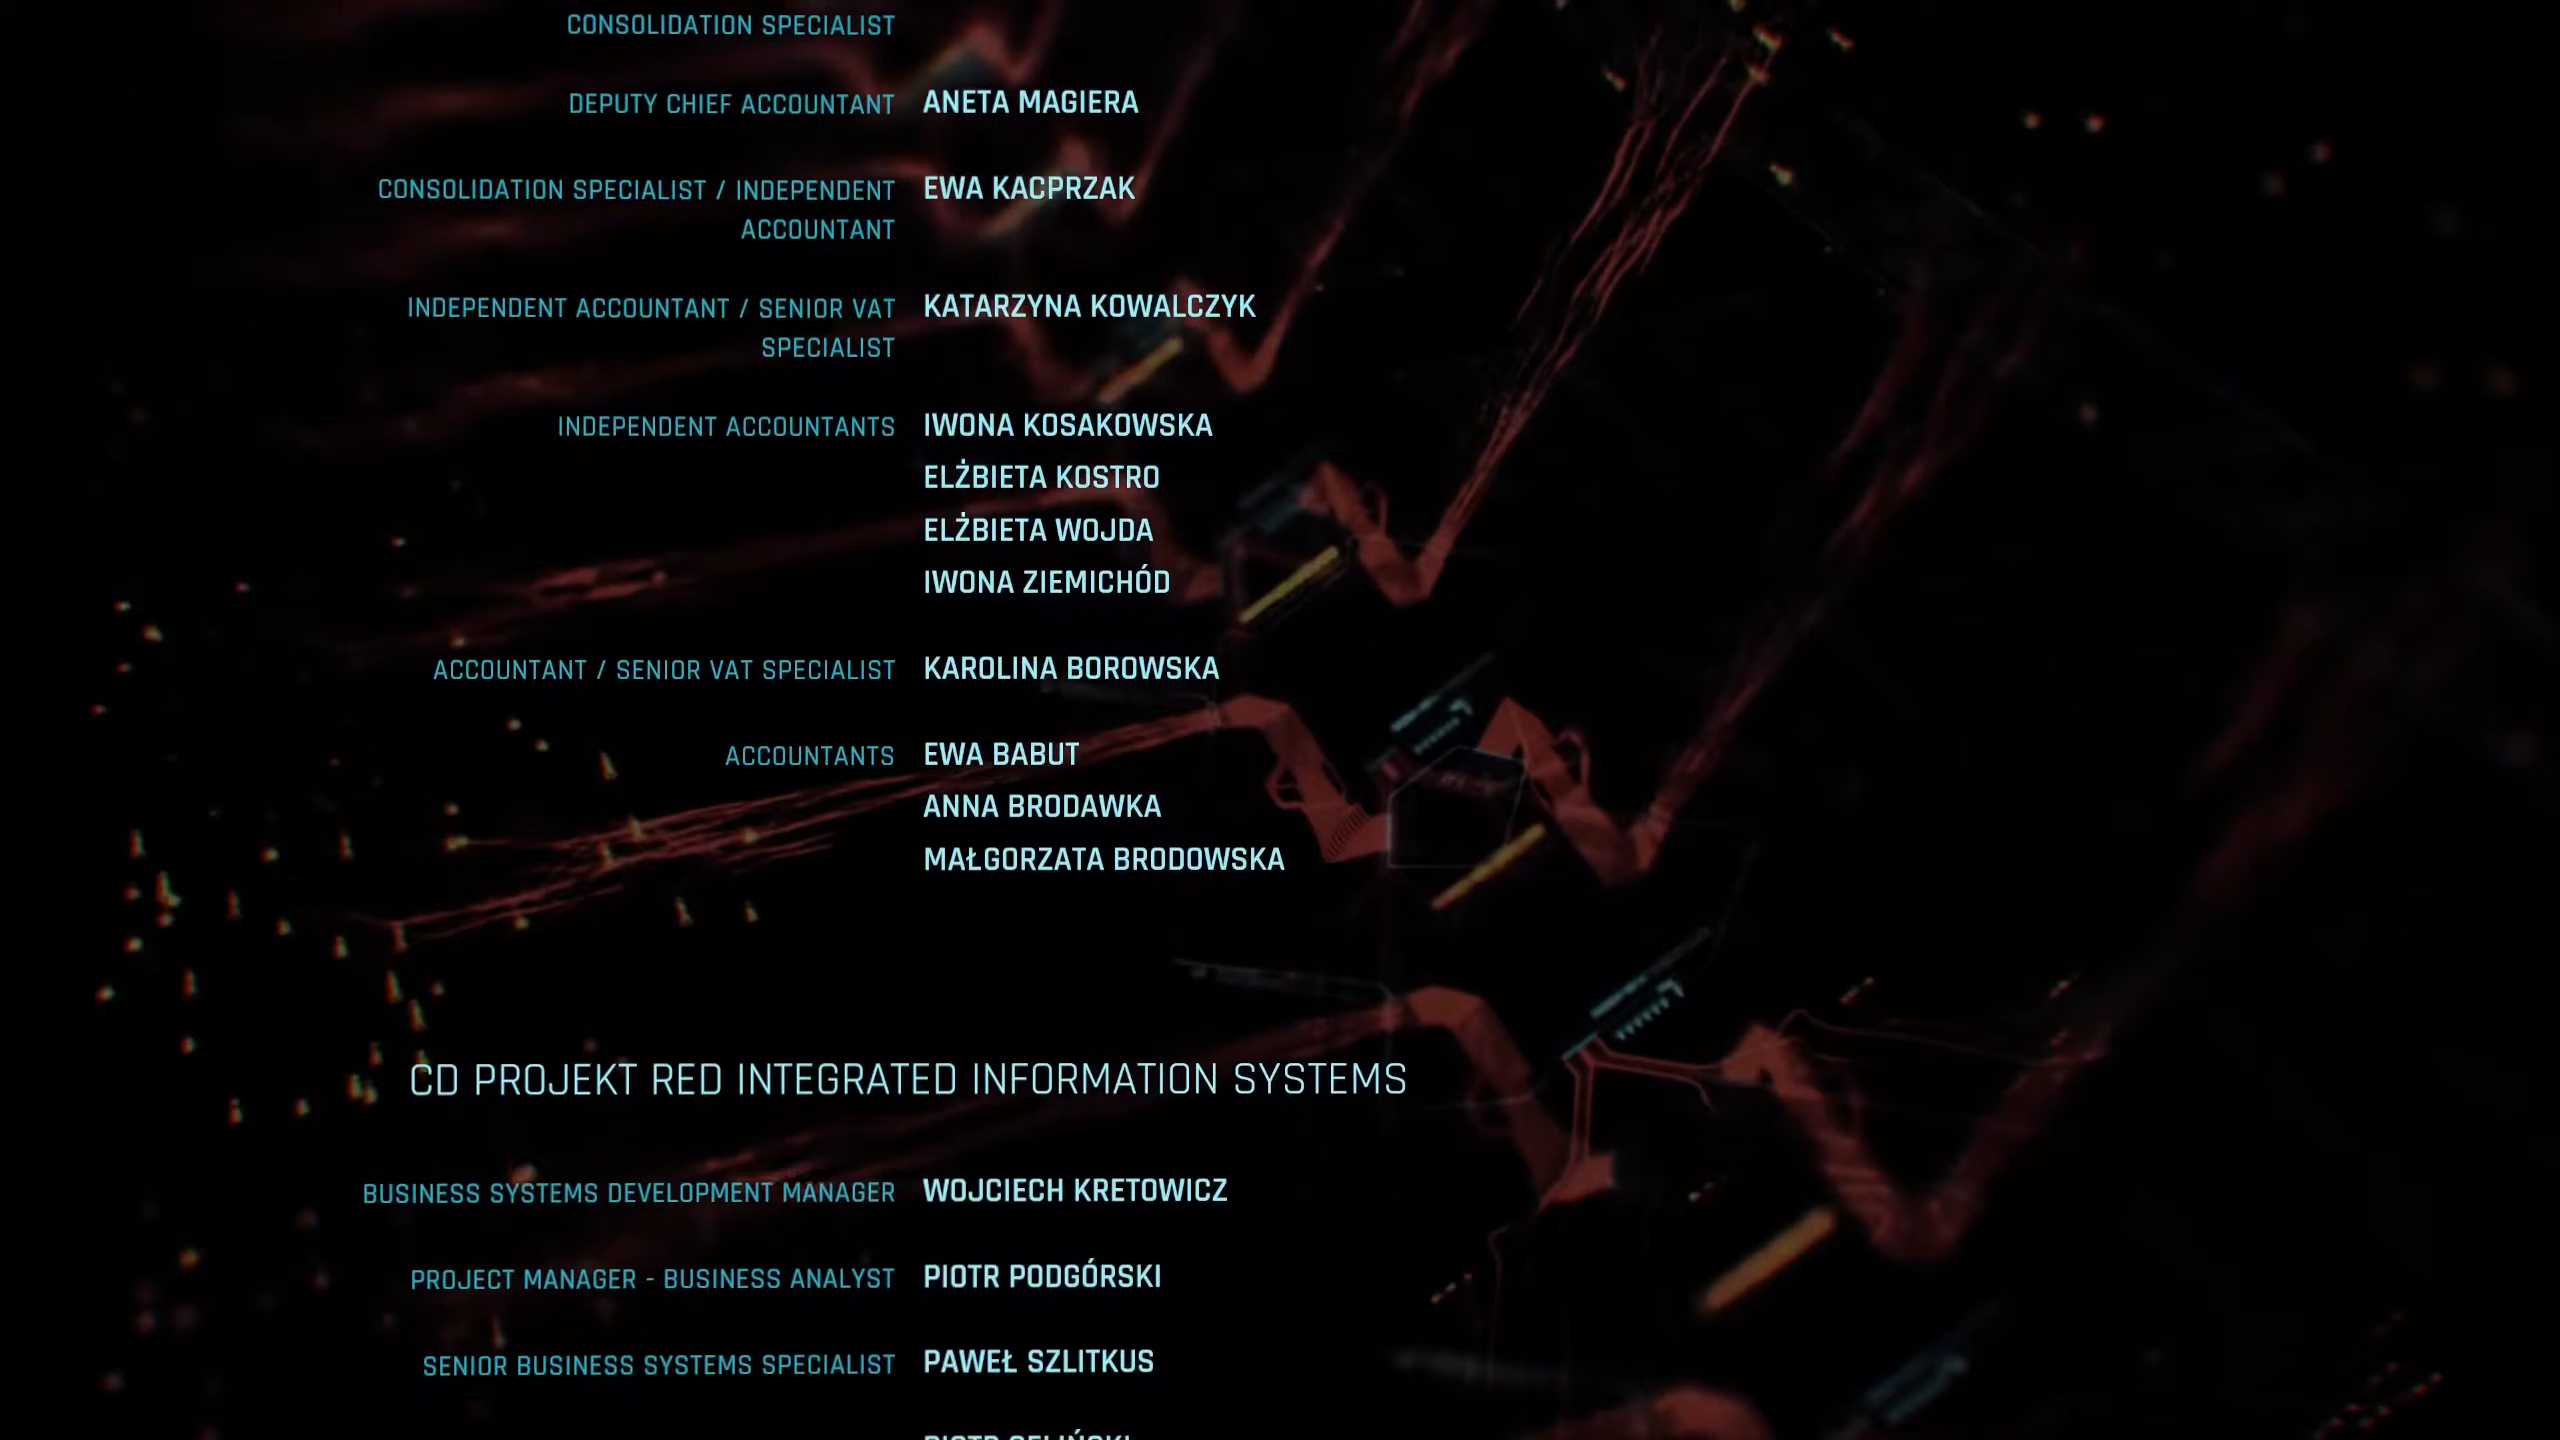 CONSOLIDATION SPECIALIST
DEPUTY CHIEF ACCOUNTANT ANETA MAGIERA
CONSOLIDATION SPECIALIST / INDEPENDENT EWA KACPRZAK
ACCOUNTANT
INDEPENDENT ACCOUNTANT / SENIOR VAT KATARZYNA KOWALCZYK
SPECIALIST
INDEPENDENT ACCOUNTANTS IWONA KOSAKOWSKA
ELŻBIETA KOSTRO
ELŻBIETA WOJDA
IWONA ZIEMICHÓD
ACCOUNTANT / SENIOR VAT SPECIALIST KAROLINA BOROWSKA
ACCOUNTANTS EWA BABUT
ANNA BRODAWKA
MAŁGORZATA BRODOWSKA
CD PROJEKT RED INTEGRATED INFORMATION SYSTEMS
BUSINESS SYSTEMS DEVELOPMENT MANAGER WOJCIECH KRETOWICZ
PROJECT MANAGER - BUSINESS ANALYST PIOTR PODGÓRSKI
SENIOR BUSINESS SYSTEMS SPECIALIST PAWEŁ SZLITKUS
PIOTR